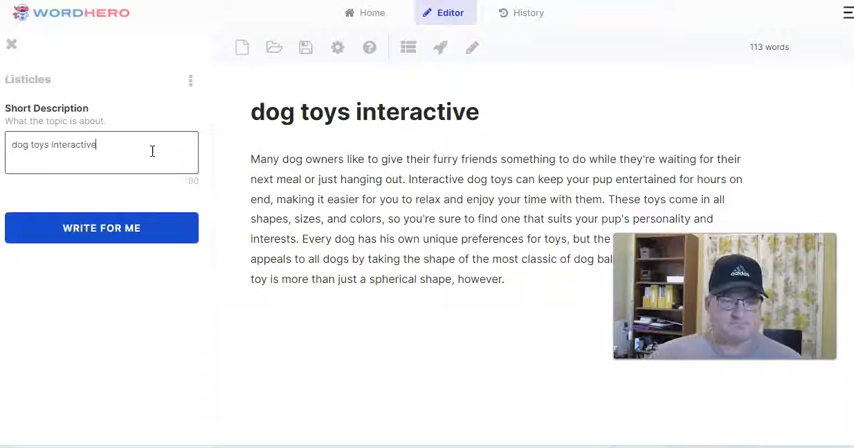 WORDHERO
Home
Editor
History
113 words
Listicles
Short Description
What the topic is about.
dog toys interactive
WRITE FOR ME
dog toys interactive
Many dog owners like to give their furry friends something to do while they're waiting for their
next meal or just hanging out. Interactive dog toys can keep your pup entertained for hours on
end, making it easier for you to relax and enjoy your time with them. These toys come in all
shapes, sizes, and colors, so you're sure to find one that suits your pup's personality and
interests. Every dog has his own unique preferences for toys, but the
appeals to all dogs by taking the shape of the most classic of dog bal
toy is more than just a spherical shape, however.
adidas